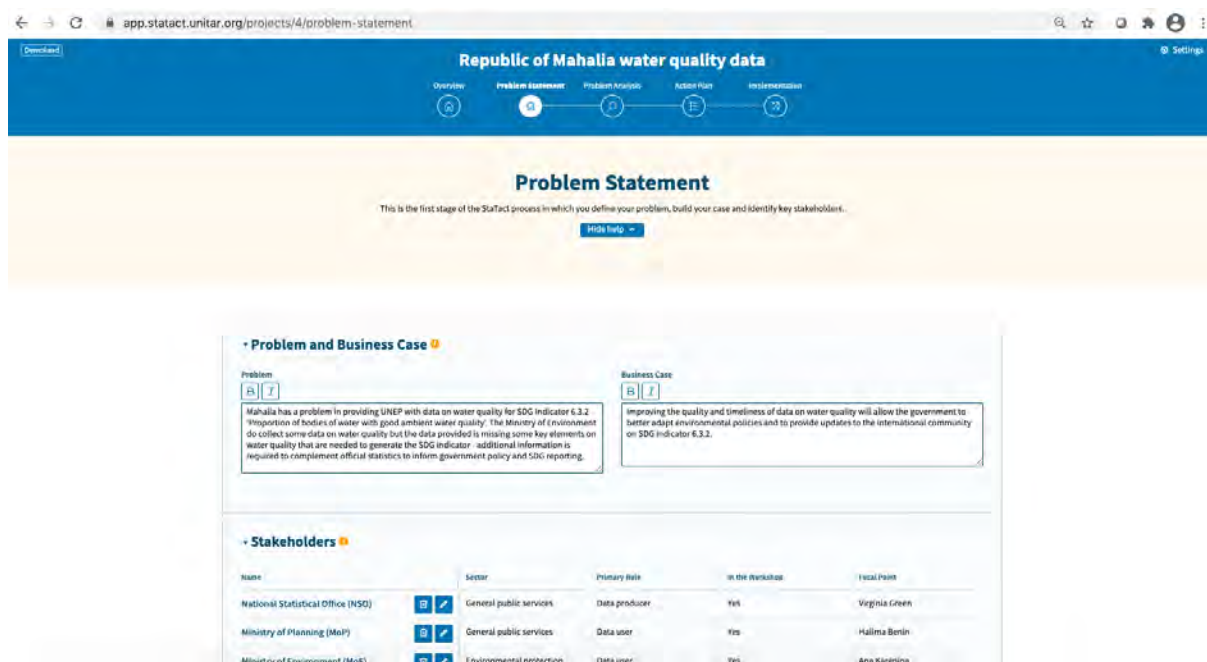 app.statact.unitar.org/projects/4/problem-statement
Demoland
Settings
Republic of Mahalia water quality data
Overview
Problem Statement
Problem Analysis
Action Plan
Implementation
Problem Statement
This is the first stage of the StaTact process in which you define your problem, build your case and identify key stakeholders.
Hide help
Problem and Business Case
Problem
B I
Mahalia has a problem in providing UNEP with data on water quality for SDG Indicator 6.3.2
'Proportion of bodies of water with good ambient water quality'. The Ministry of Environment
do collect some data on water quality but the data provided is missing some key elements on
water quality that are needed to generate the SDG indicator - additional information is
required to complement official statistics to inform government policy and SDG reporting.
Business Case
B I
Improving the quality and timeliness of data on water quality will allow the government to
better adapt environmental policies and to provide updates to the international community
on SDG Indicator 6.3.2.
Stakeholders
Name Sector Primary Role In the Workshop Focal Point
National Statistical Office (NSO) General public services Data producer Yes Virginia Green
Ministry of Planning (MoP) General public services Data user Yes Halima Benin
Ministry of Environment (MoE) Environmental protection Data user Yes Ana